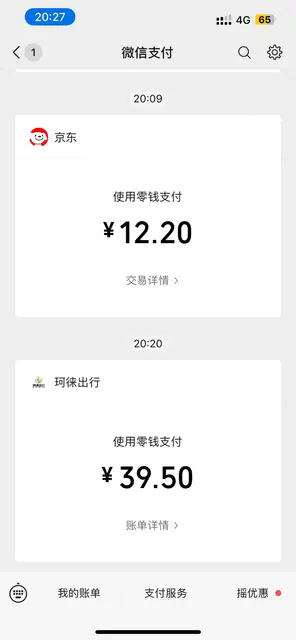 20:27
4G
65
1
微信支付
20:09
京东
使用零钱支付
¥12.20
交易详情
20:20
珂徕出行
使用零钱支付
¥39.50
账单详情
我的账单
支付服务
摇优惠